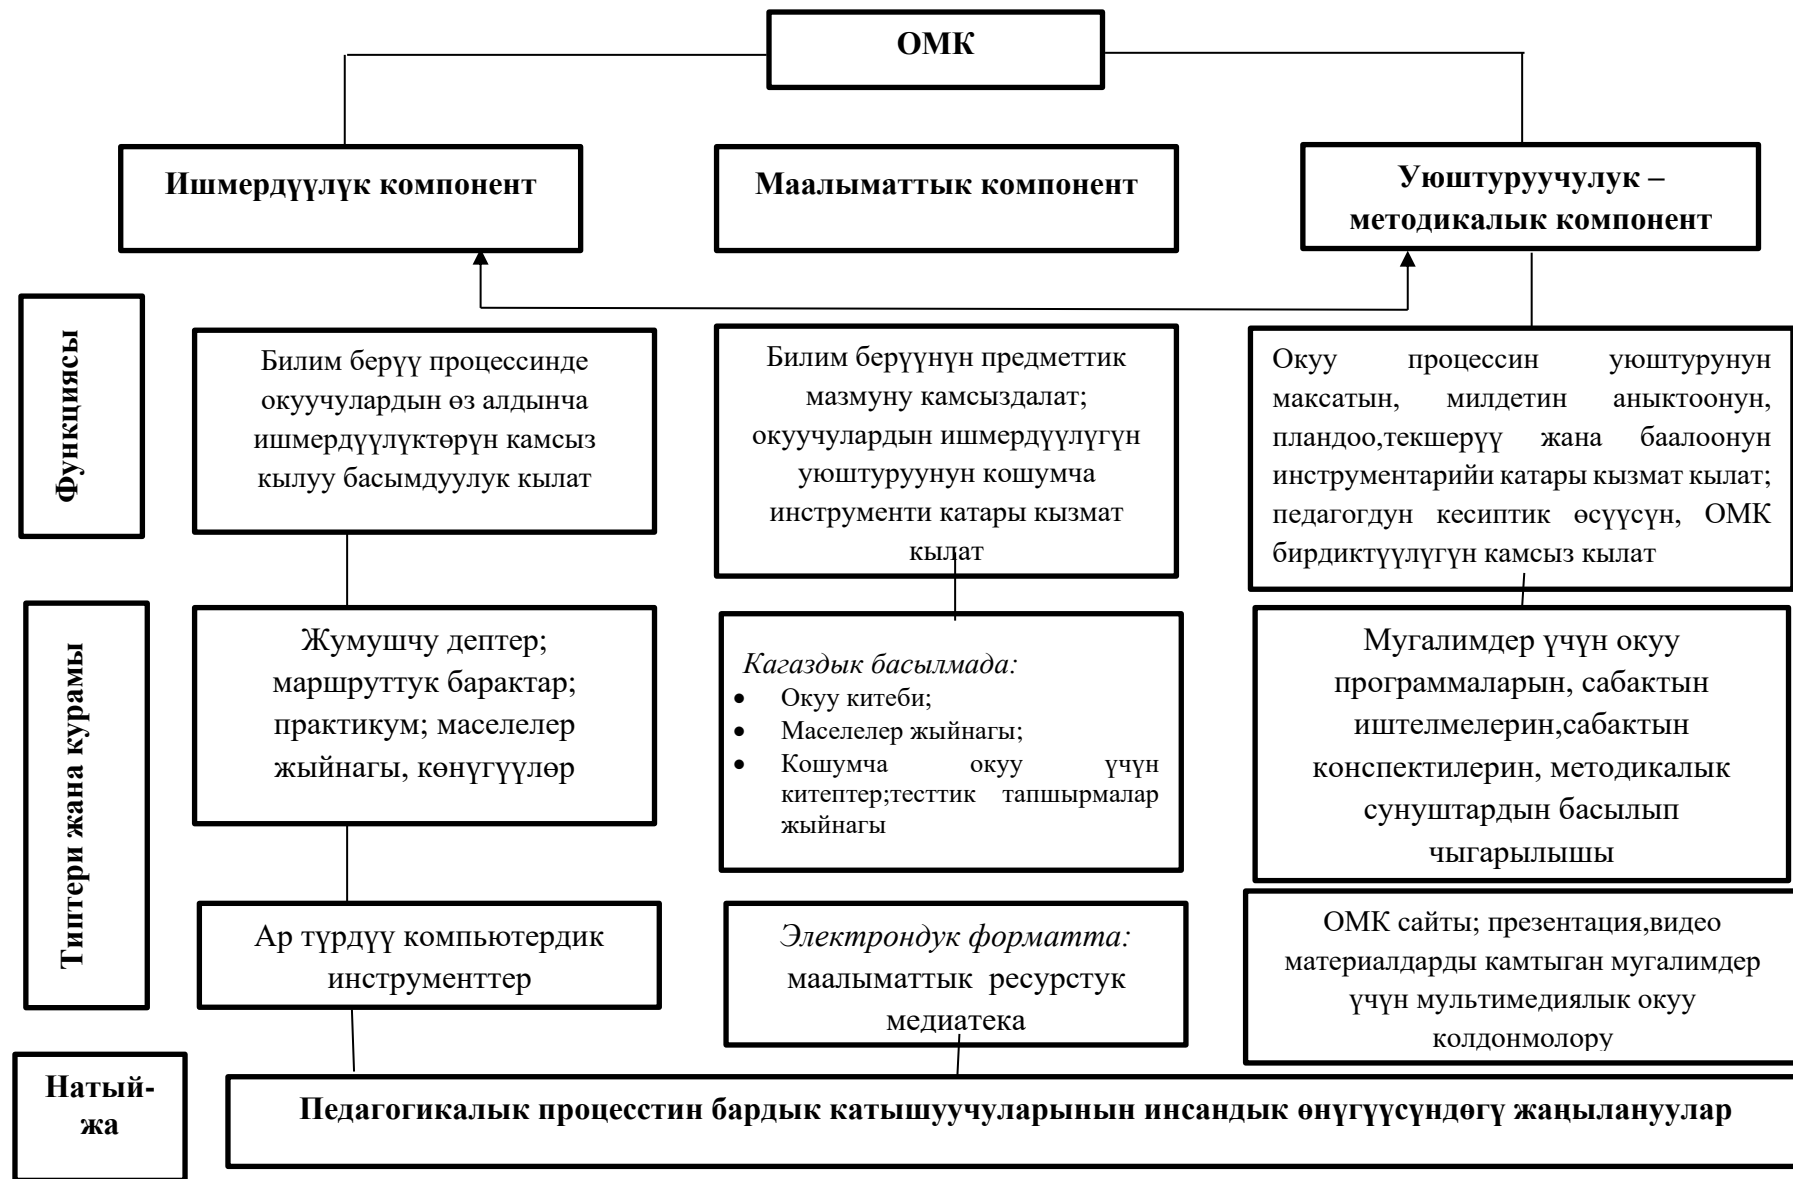 ОМК
Ишмердүүлүк компонент
Маалыматтык компонент
Уюштуруучулук –
методикалык компонент
Функциясы
Билим берүү процессинде
окуучулардын өз алдынча
ишмердүүлүктөрүн камсыз
кылуу басымдуулук кылат
Билим берүүнүн предметтик
мазмуну камсыздалат;
окуучулардын ишмердүүлүгүн
уюштуруунун кошумча
инструменти катары кызмат
кылат
Окуу процессин уюштурунун
максатын, милдетин аныктоонун,
пландоо,текшерүү жана баалоонун
инструментарийи катары кызмат кылат;
педагогдун кесиптик өсүүсүн, ОМК
бирдиктүүлүгүн камсыз кылат
Типтери жана курамы
Жумушчу дептер;
маршруттук барактар;
практикум; маселелер
жыйнагы, көнүгүүлөр
Кагаздык басылмада:
• Окуу китеби;
• Маселелер жыйнагы;
• Кошумча окуу үчүн
китептер;тесттик тапшырмалар
жыйнагы
Мугалимдер үчүн окуу
программаларын, сабактын
иштелмелерин,сабактын
конспектилерин, методикалык
сунуштардын басылып
чыгарылышы
Ар түрдүү компьютердик
инструменттер
Электрондук форматта:
маалыматтык ресурстук
медиатека
ОМК сайты; презентация,видео
материалдарды камтыган мугалимдер
үчүн мультимедиялык окуу
колдонмолору
Натый-
жа
Педагогикалык процесстин бардык катышуучуларынын инсандык өнүгүүсүндөгү жаңылануулар